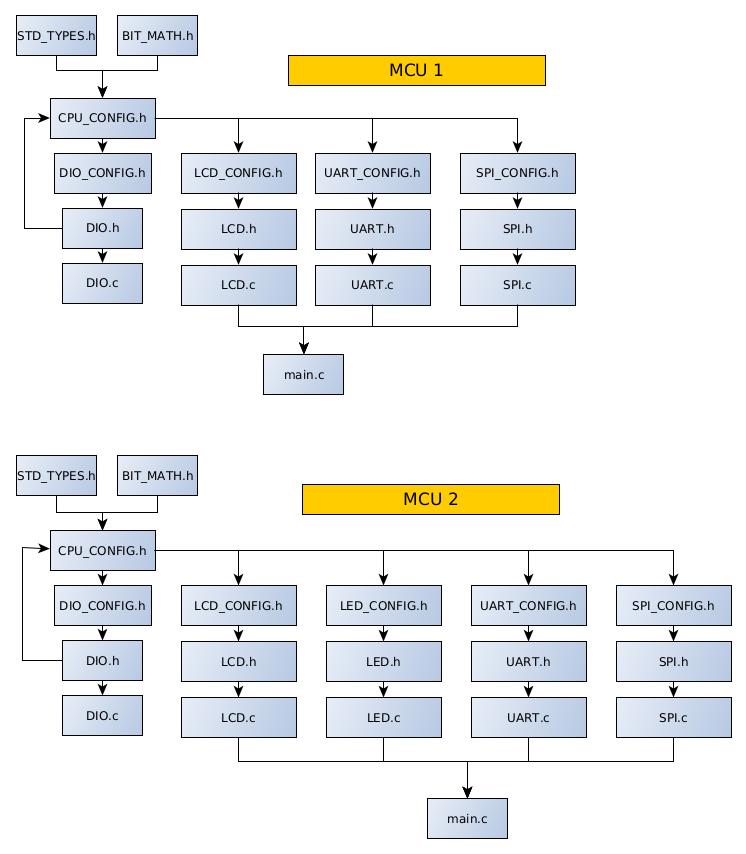 STD_TYPES.h
BIT_MATH.h
MCU 1
CPU_CONFIG.h
DIO_CONFIG.h
LCD_CONFIG.h
UART_CONFIG.h
SPI_CONFIG.h
DIO.h
LCD.h
UART.h
SPI.h
DIO.c
LCD.c
UART.c
SPI.c
main.c
STD_TYPES.h
BIT_MATH.h
MCU 2
CPU_CONFIG.h
DIO_CONFIG.h
LCD_CONFIG.h
LED_CONFIG.h
UART_CONFIG.h
SPI_CONFIG.h
DIO.h
LCD.h
LED.h
UART.h
SPI.h
DIO.c
LCD.c
LED.c
UART.c
SPI.c
main.c